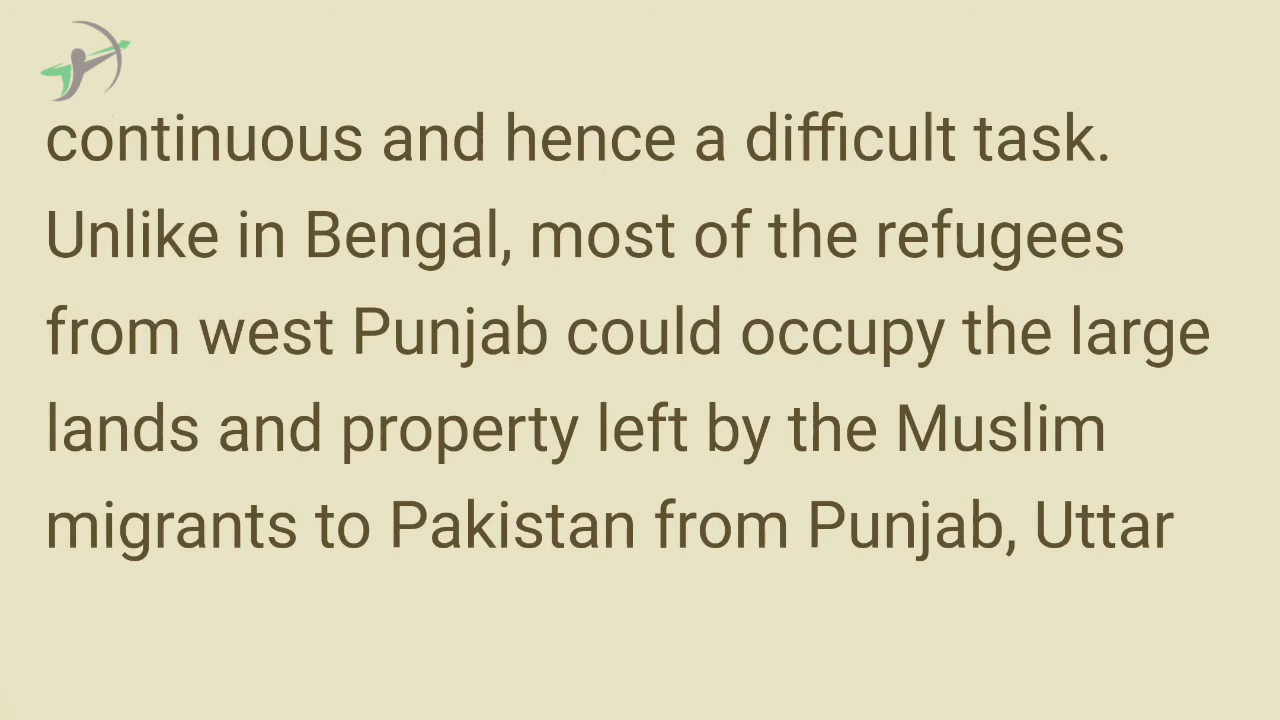 continuous and hence a difficult task.
Unlike in Bengal, most of the refugees
from west Punjab could occupy the large
lands and property left by the Muslim
migrants to Pakistan from Punjab, Uttar